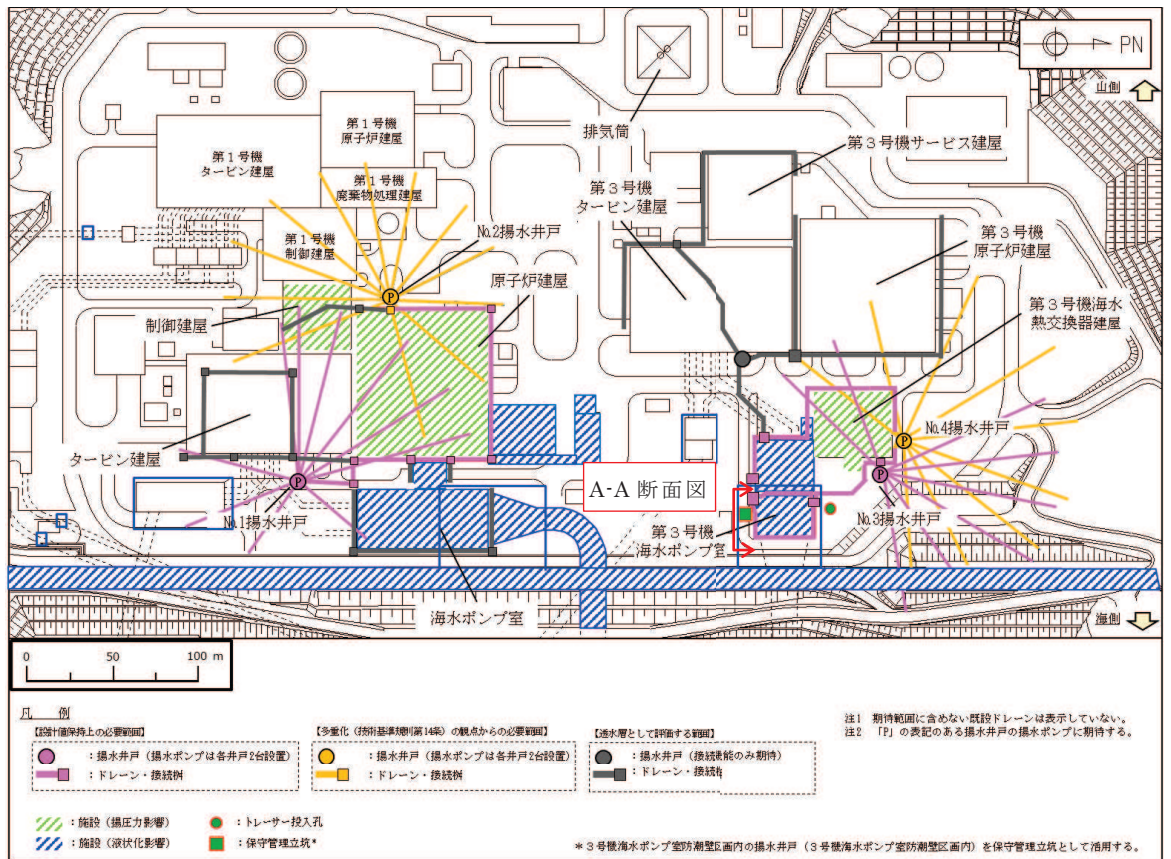 PN
山側
第1号機
原子炉建屋
第1号機
タービン建屋
第1号機
廃棄物処理建屋
第1号機
制御建屋
排気筒
第3号機サービス建屋
第3号機
タービン建屋
第3号機
原子炉建屋
第3号機海水
熱交換器建屋
No.2揚水井戸
原子炉建屋
制御建屋
P
P
P
P
No.4揚水井戸
タービン建屋
No.1揚水井戸
A-A 断面図
No.3揚水井戸
第3号機
海水ポンプ室
海水ポンプ室
海側
0 50 100 m
凡 例
【設計値保持上の必要範囲】
：揚水井戸（揚水ポンプは各井戸2台設置）
：ドレーン・接続桝
【多重化（技術基準規則第14条）の観点からの必要範囲】
：揚水井戸（揚水ポンプは各井戸2台設置）
：ドレーン・接続桝
【透水層として評価する範囲】
：揚水井戸（接続機能のみ期待）
：ドレーン・接続桝
注1 期待範囲に含めない既設ドレーンは表示していない。
注2 「P」の表記のある揚水井戸の揚水ポンプに期待する。
：施設（揚圧力影響）
：トレーサー投入孔
：施設（液状化影響）
：保守管理立坑*
*3号機海水ポンプ室防潮壁区画内の揚水井戸（3号機海水ポンプ室防潮壁区画内）を保守管理立坑として活用する。